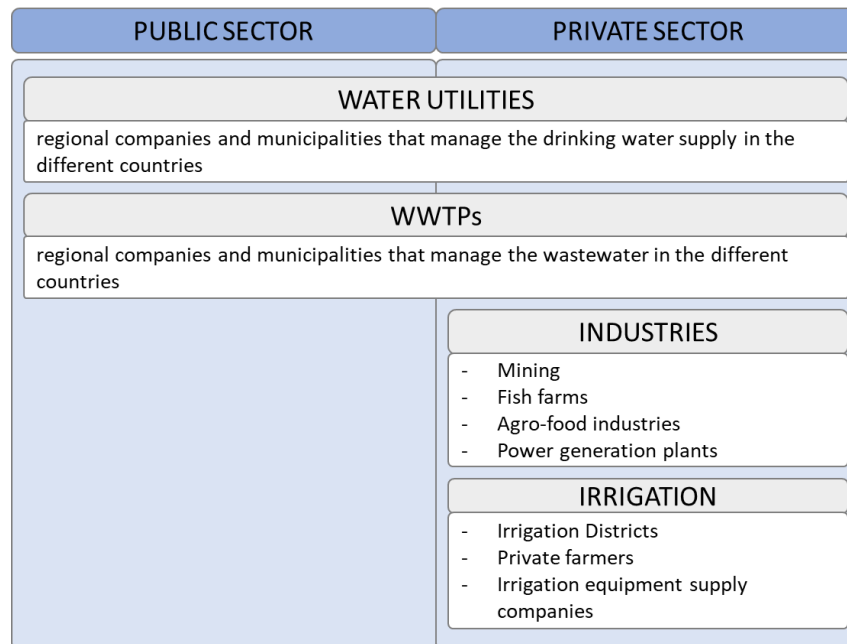 PUBLIC SECTOR
PRIVATE SECTOR
WATER UTILITIES
regional companies and municipalities that manage the drinking water supply in the
different countries
WWTPs
regional companies and municipalities that manage the wastewater in the different
countries
INDUSTRIES
- Mining
- Fish farms
- Agro-food industries
- Power generation plants
IRRIGATION
- Irrigation Districts
- Private farmers
- Irrigation equipment supply
companies